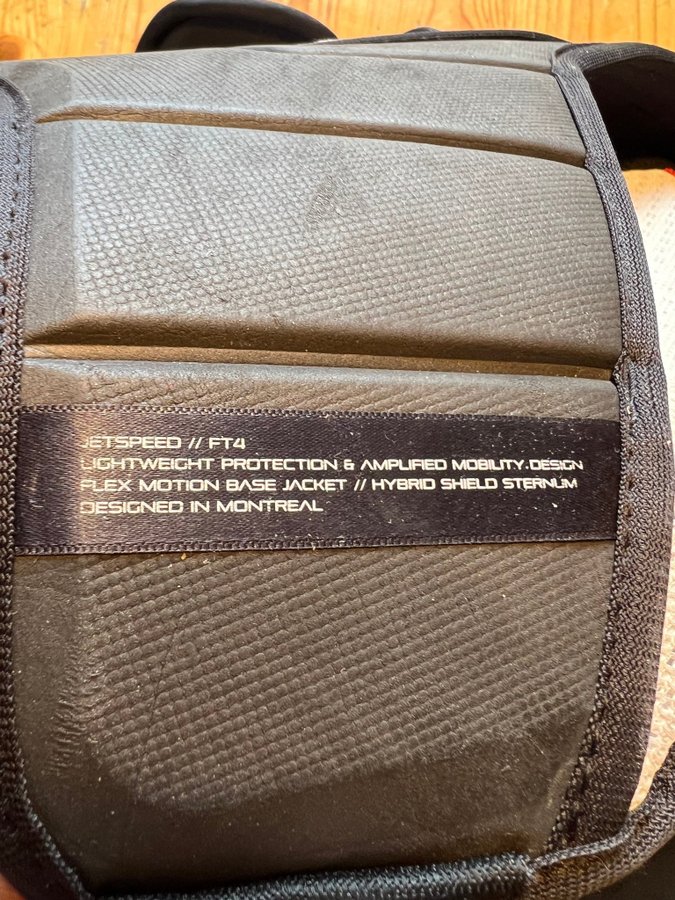 JETSPEED // FT4
LIGHTWEIGHT PROTECTION & AMPLIFIED MOBILITY.DESIGN
FLEX MOTION BASE JACKET // HYBRID SHIELD STERNUM
DESIGNED IN MONTREAL